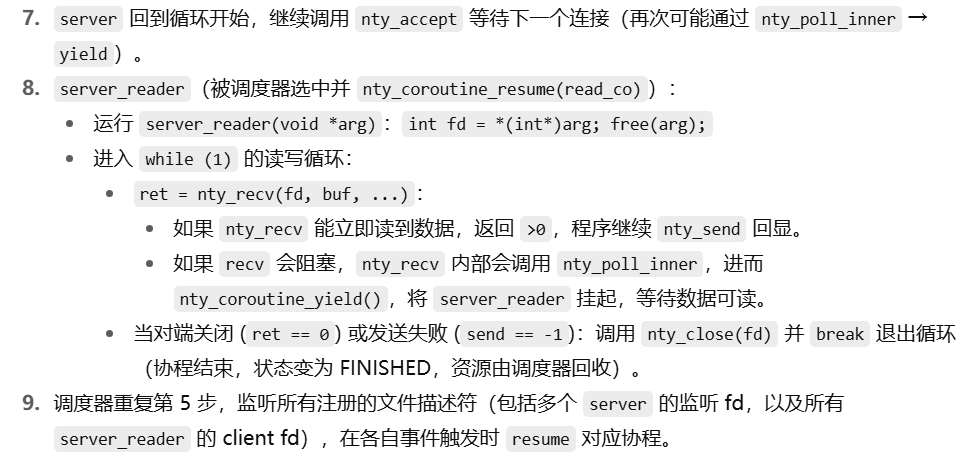 7. server 回到循环开始，继续调用 nty_accept 等待下一个连接（再次可能通过 nty_poll_inner →
yield）。
8. server_reader（被调度器选中并 nty_coroutine_resume(read_co)）：
• 运行 server_reader(void *arg)：int fd = *(int*)arg; free(arg);
• 进入 while (1) 的读写循环：
• ret = nty_recv(fd, buf, ...)：
• 如果 nty_recv 能立即读到数据，返回 >0，程序继续 nty_send 回显。
• 如果 recv 会阻塞，nty_recv 内部会调用 nty_poll_inner，进而
nty_coroutine_yield()，将 server_reader 挂起，等待数据可读。
• 当对端关闭 (ret == 0) 或发送失败 (send == -1)：调用 nty_close(fd) 并 break 退出循环
（协程结束，状态变为 FINISHED，资源由调度器回收）。
9. 调度器重复第 5 步，监听所有注册的文件描述符（包括多个 server 的监听 fd，以及所有
server_reader 的 client fd），在各自事件触发时 resume 对应协程。